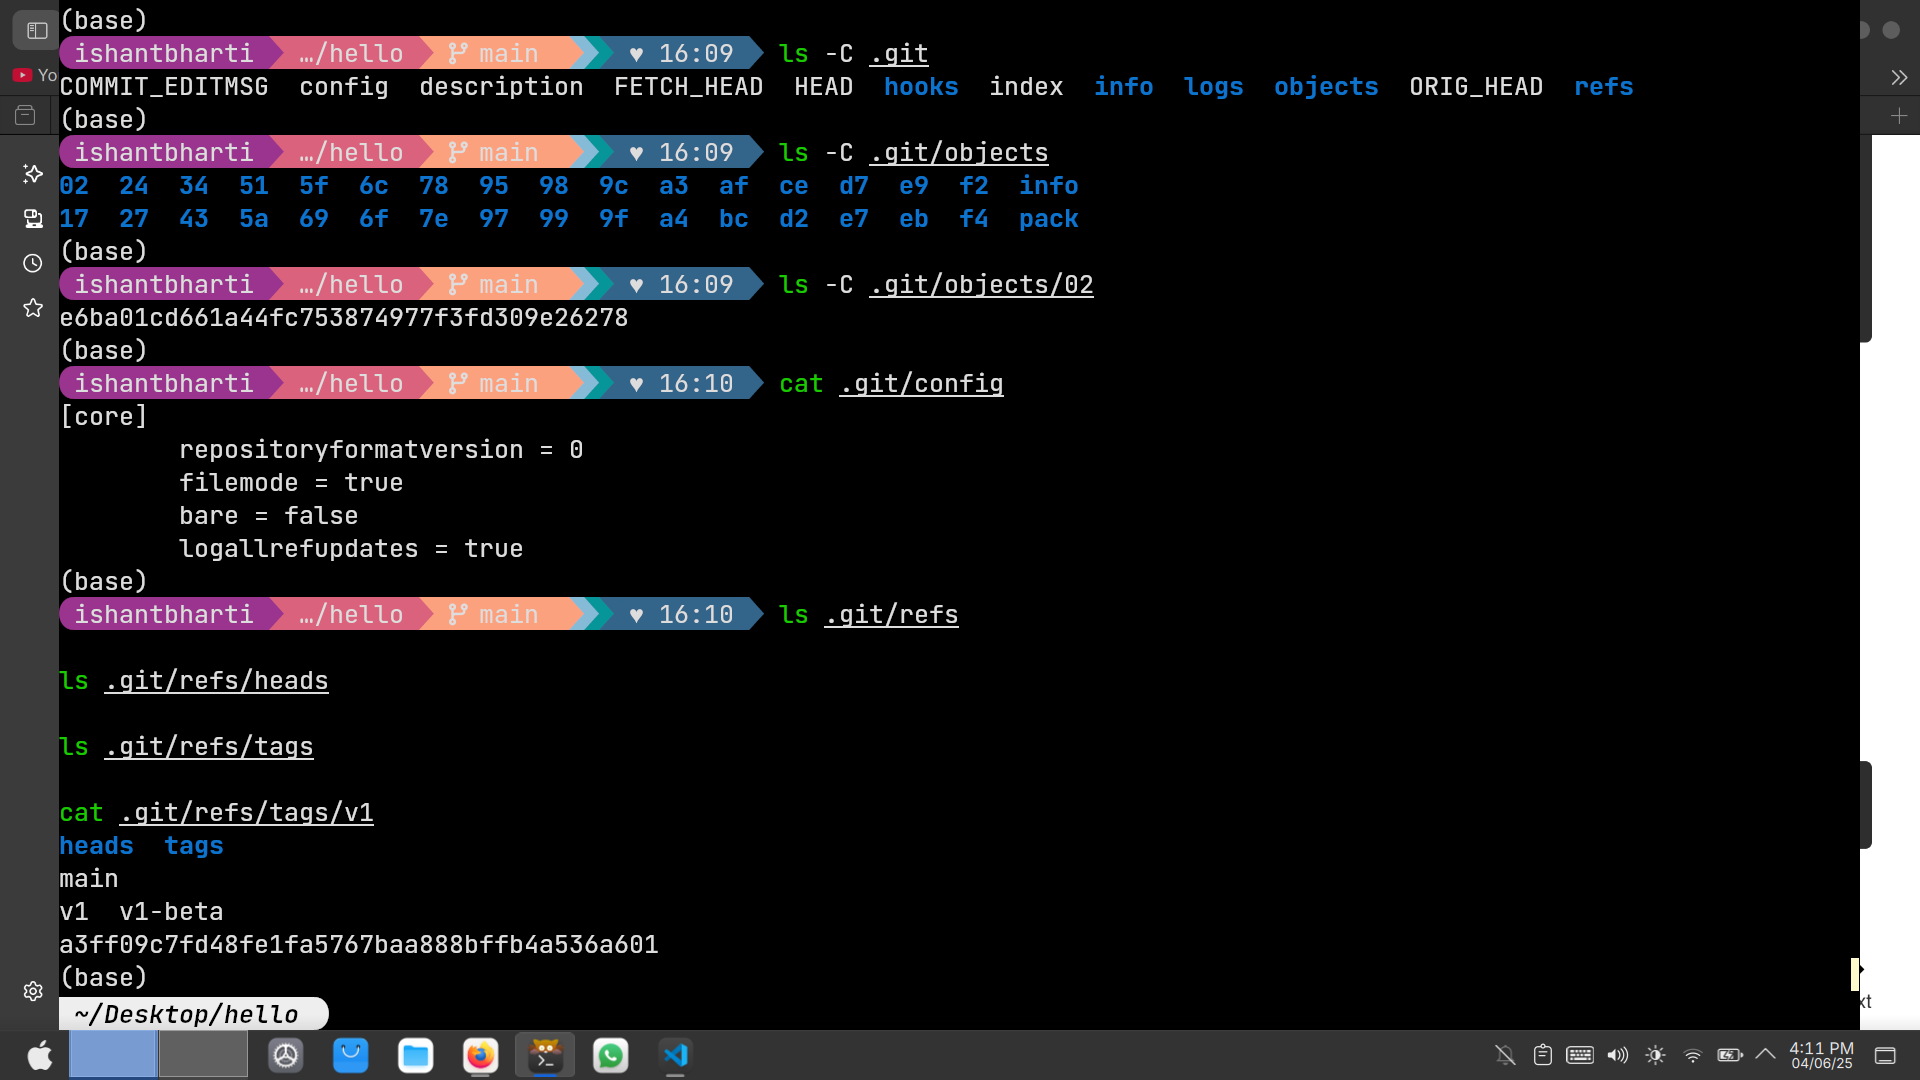 (base)
ishantbharti …/hello main ♥ 16:09 ls -C .git
Yo
COMMIT_EDITMSG config description FETCH_HEAD HEAD hooks index info logs objects ORIG_HEAD refs
(base)
ishantbharti …/hello main ♥ 16:09 ls -C .git/objects
02 24 34 51 5f 6c 78 95 98 9c a3 af ce d7 e9 f2 info
17 27 43 5a 69 6f 7e 97 99 9f a4 bc d2 e7 eb f4 pack
(base)
ishantbharti …/hello main ♥ 16:09 ls -C .git/objects/02
e6ba01cd661a44fc753874977f3fd309e26278
(base)
ishantbharti …/hello main ♥ 16:10 cat .git/config
[core]
repositoryformatversion = 0
filemode = true
bare = false
logallrefupdates = true
(base)
ishantbharti …/hello main ♥ 16:10 ls .git/refs
ls .git/refs/heads
ls .git/refs/tags
cat .git/refs/tags/v1
heads tags
main
v1 v1-beta
a3ff09c7fd48fe1fa5767baa888bffb4a536a601
(base)
xt
~/Desktop/hello
4:11 PM
04/06/25